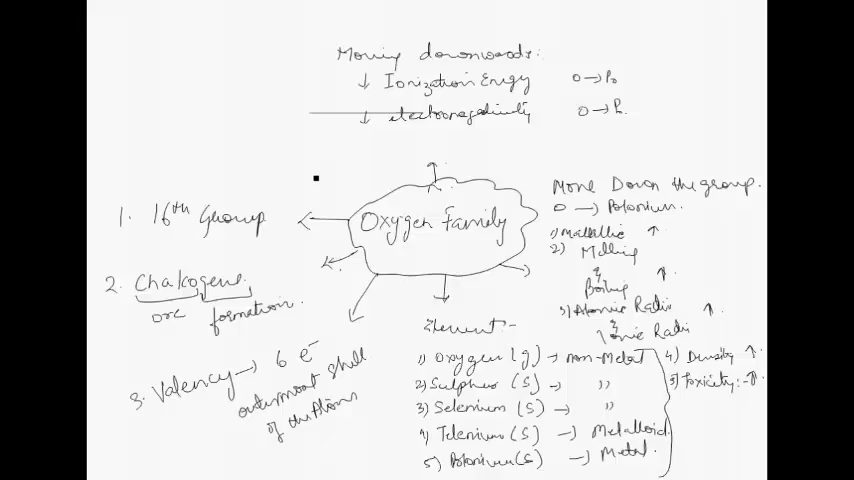 Moving downwards:
↓ Ionization Energy O → Po
↓ electronegativity O → Po
Oxygen Family
1. 16th Group
2. Chakogens
ore formation.
3. Valency → 6 e⁻
outermost shell
of the Atoms
Element :-
1) Oxygen (g) → non-Metal
2) Sulphur (S) → ''
3) Selenium (S) → ''
4) Telenium (S) → Metalloid.
5) Polonium (S) → Metal.
Move Down the group.
O → Polonium.
1) Metallic ↑
2) Melting
&
Boiling ↑
3) Atomic Radii
& ↑
Ionic Radii
4) Density ↑
5) Toxicity:- ↑